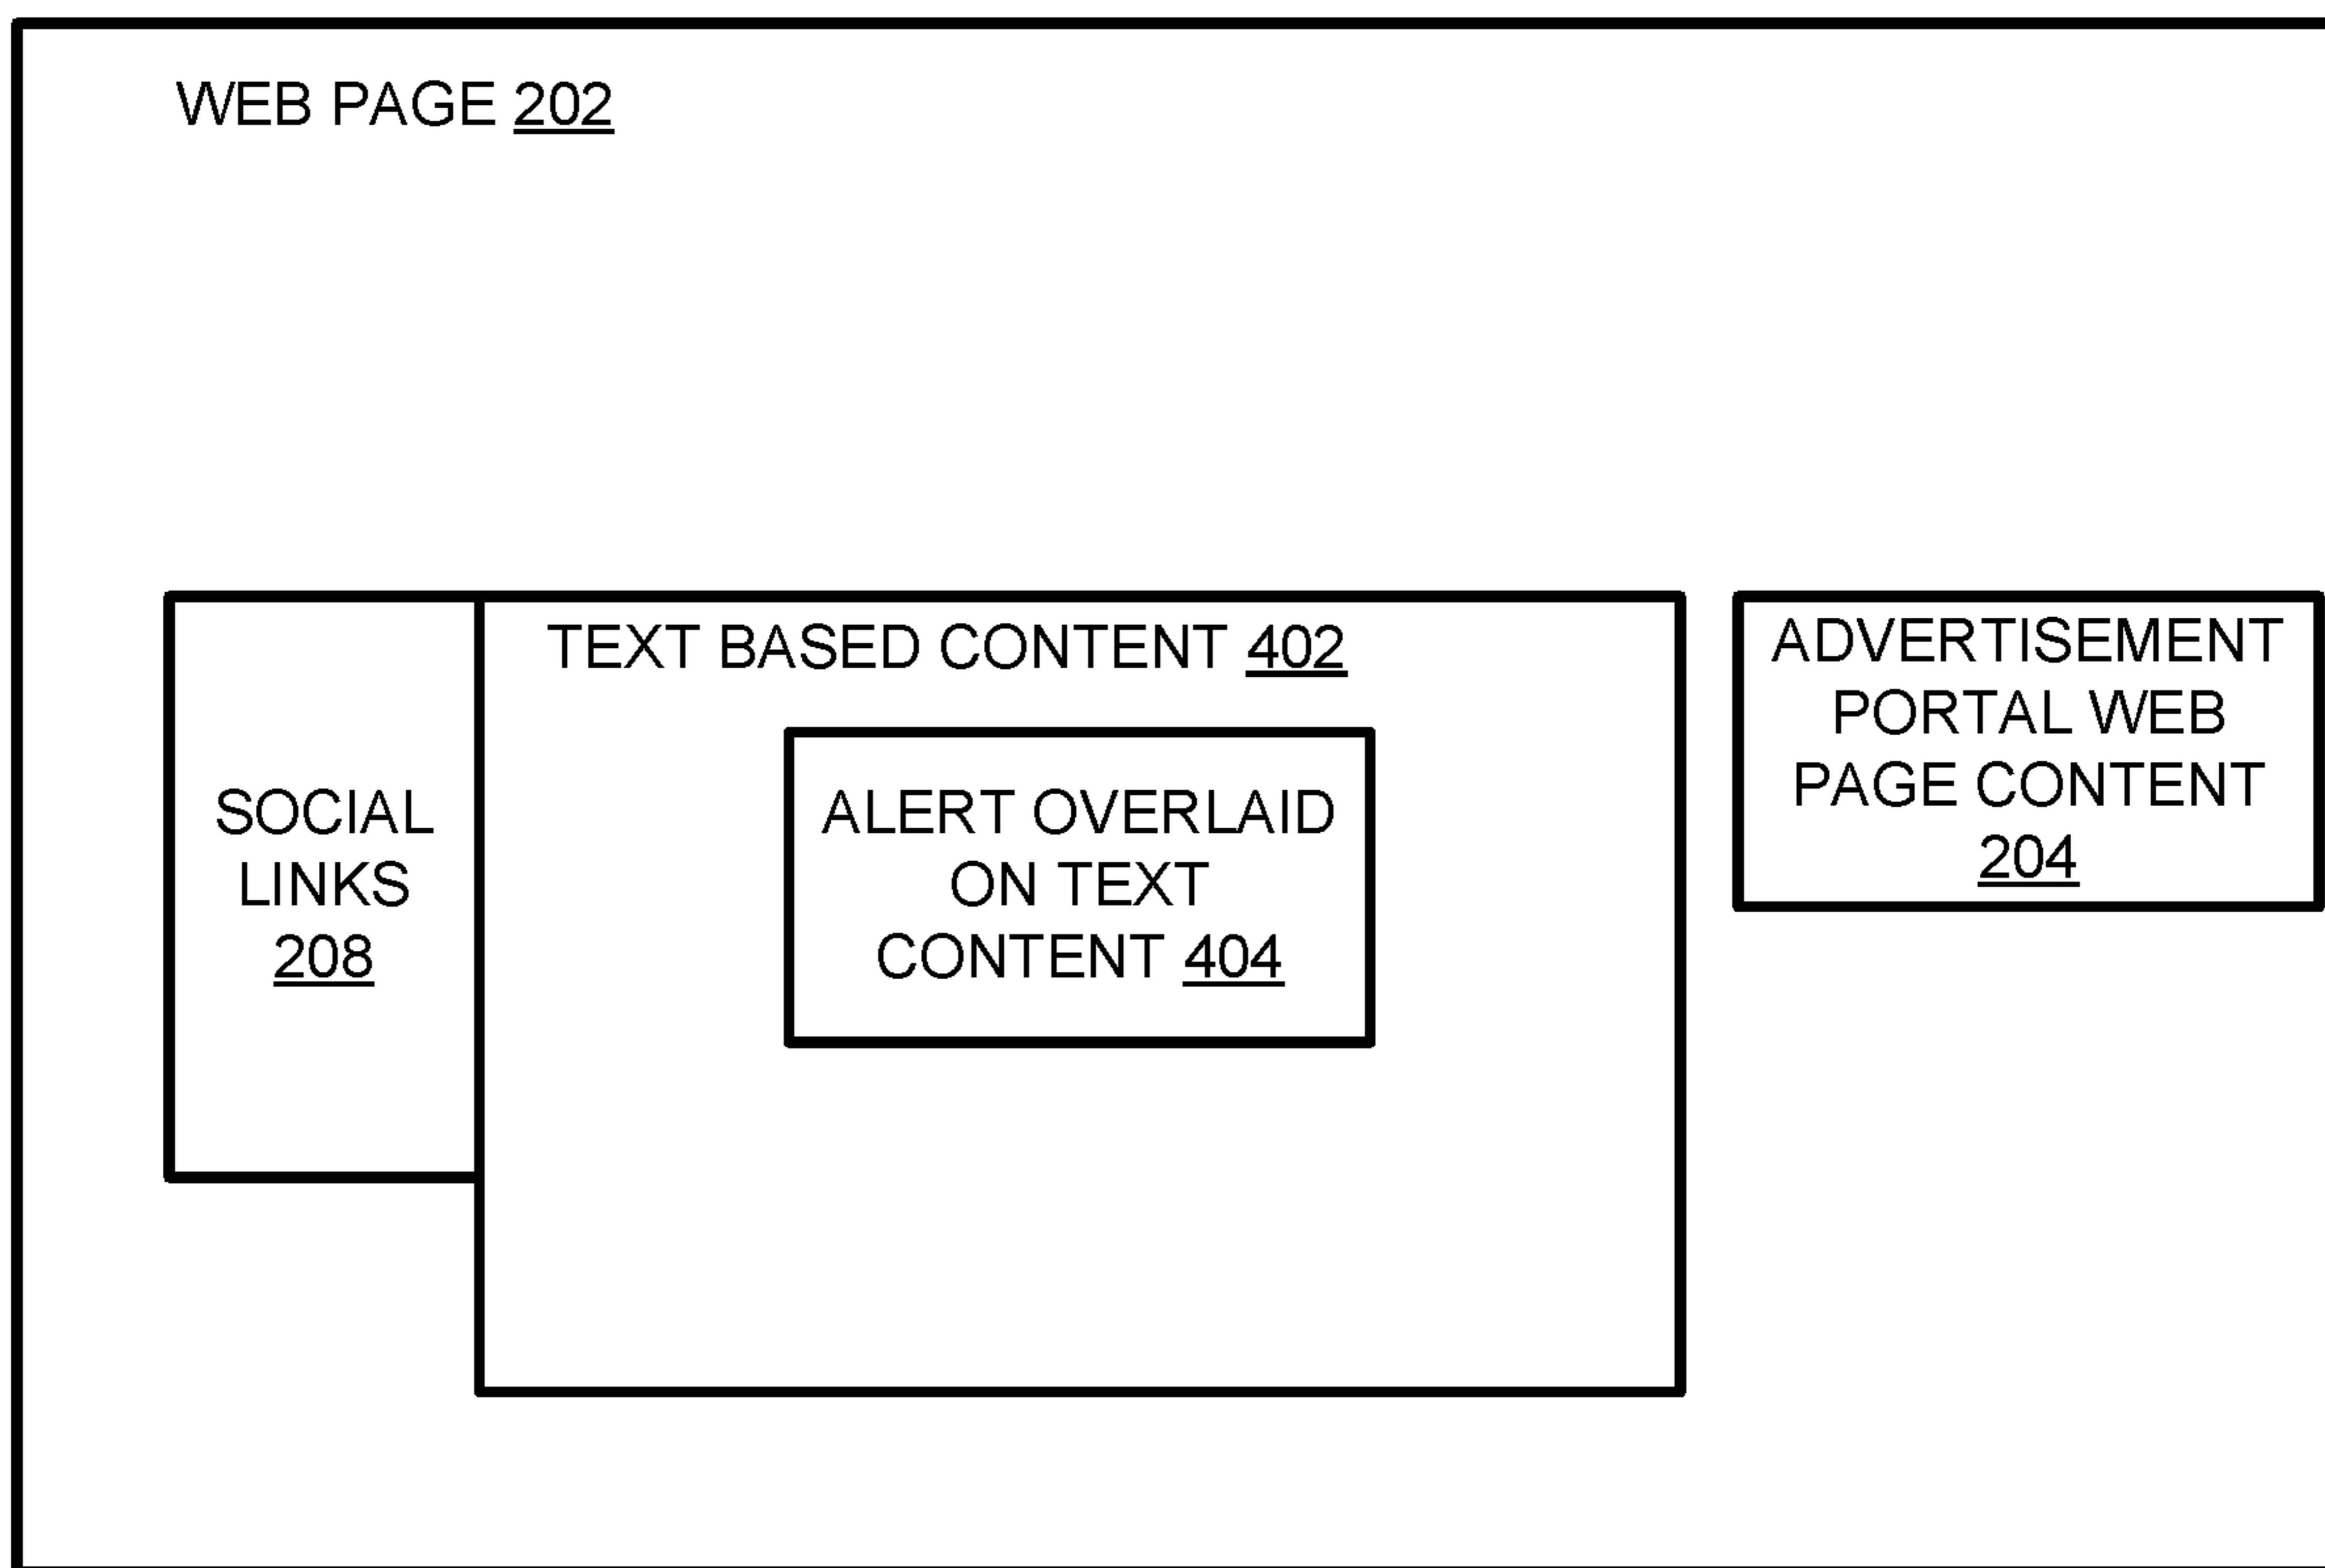 WEB PAGE 202
TEXT BASED CONTENT 402
SOCIAL
LINKS
208
ALERT OVERLAID
ON TEXT
CONTENT 404
ADVERTISEMENT
PORTAL WEB
PAGE CONTENT
204